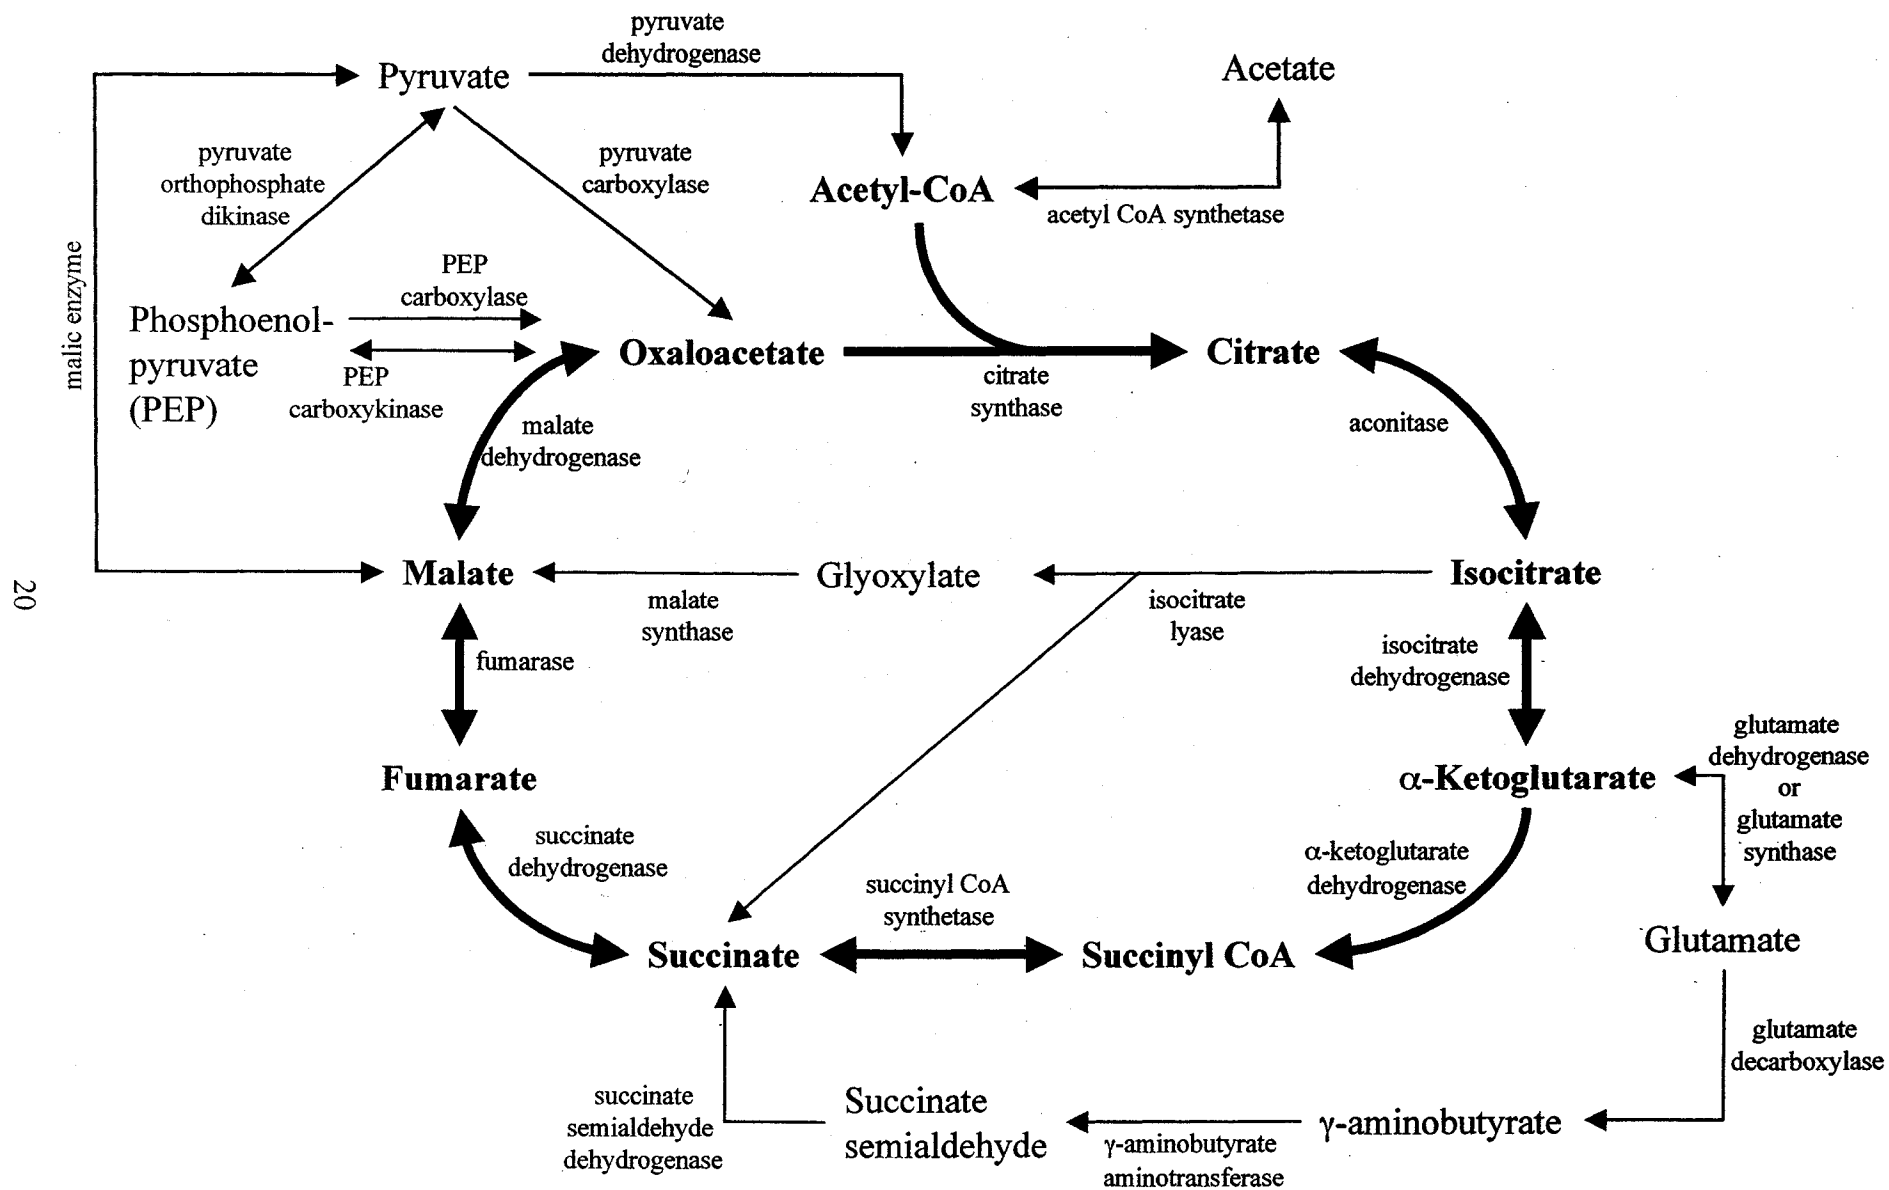 pyruvate
dehydrogenase
Pyruvate
Acetate
pyruvate
orthophosphate
dikinase
pyruvate
carboxylase
Acetyl-CoA
acetyl CoA synthetase
malic enzyme
PEP
carboxylase
Phosphoenol-
pyruvate
(PEP)
PEP
carboxykinase
Oxaloacetate
citrate
synthase
Citrate
malate
dehydrogenase
aconitase
Malate
malate
synthase
Glyoxylate
isocitrate
lyase
Isocitrate
20
fumarase
isocitrate
dehydrogenase
Fumarate
α-Ketoglutarate
glutamate
dehydrogenase
or
glutamate
synthase
succinate
dehydrogenase
succinyl CoA
synthetase
α-ketoglutarate
dehydrogenase
Succinate
Succinyl CoA
Glutamate
glutamate
decarboxylase
succinate
semialdehyde
dehydrogenase
Succinate
semialdehyde
γ-aminobutyrate
aminotransferase
γ-aminobutyrate